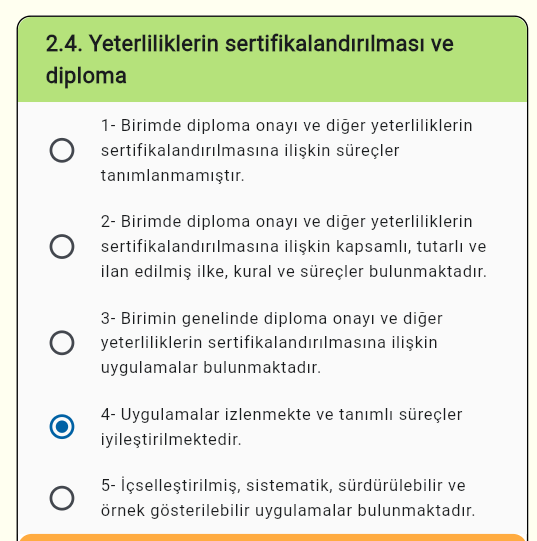 2.4. Yeterliliklerin sertifikalandırılması ve
diploma
1- Birimde diploma onayı ve diğer yeterliliklerin
sertifikalandırılmasına ilişkin süreçler
tanımlanmamıştır.
2- Birimde diploma onayı ve diğer yeterliliklerin
sertifikalandırılmasına ilişkin kapsamlı, tutarlı ve
ilan edilmiş ilke, kural ve süreçler bulunmaktadır.
3- Birimin genelinde diploma onayı ve diğer
yeterliliklerin sertifikalandırılmasına ilişkin
uygulamalar bulunmaktadır.
4- Uygulamalar izlenmekte ve tanımlı süreçler
iyileştirilmektedir.
5- İçselleştirilmiş, sistematik, sürdürülebilir ve
örnek gösterilebilir uygulamalar bulunmaktadır.